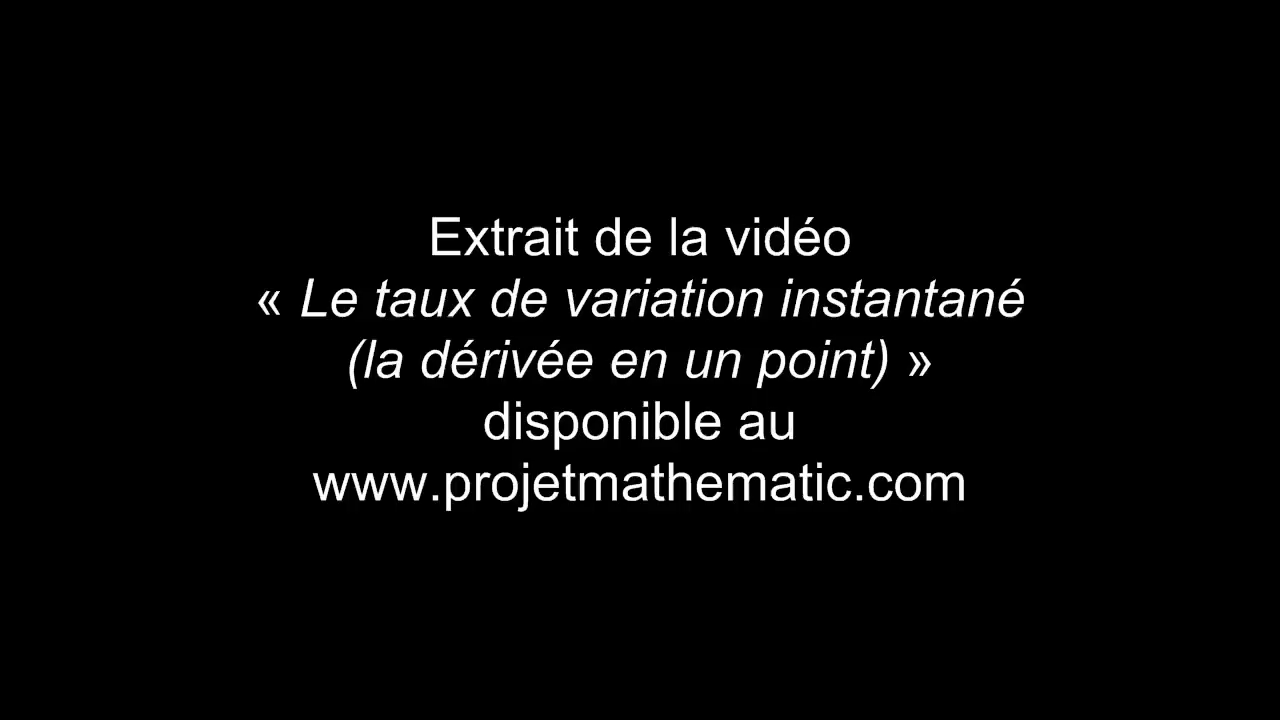 Extrait de la vidéo
« Le taux de variation instantané
(la dérivée en un point) »
disponible au
www.projetmathematic.com